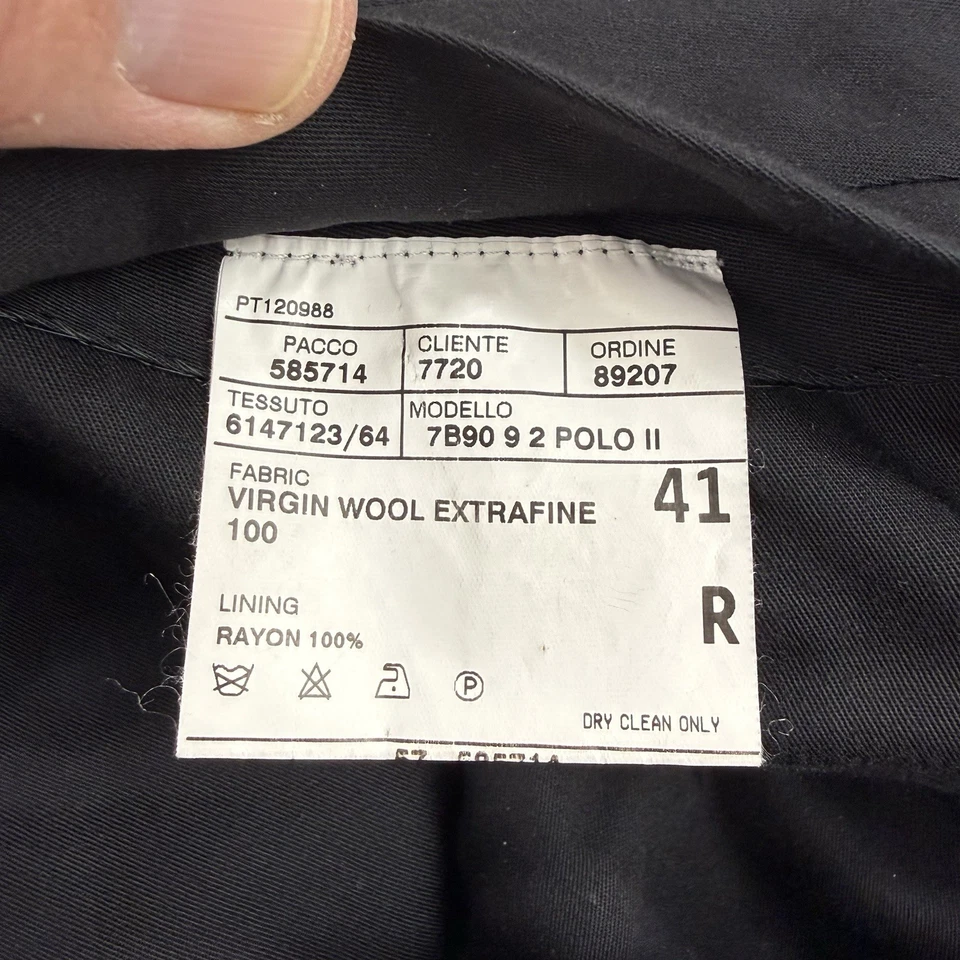 PT120988
PACCO CLIENTE ORDINE
585714 7720 89207
TESSUTO MODELLO
6147123/64 7B90 9 2 POLO II
FABRIC 41
VIRGIN WOOL EXTRAFINE
100
LINING R
RAYON 100%
P
DRY CLEAN ONLY